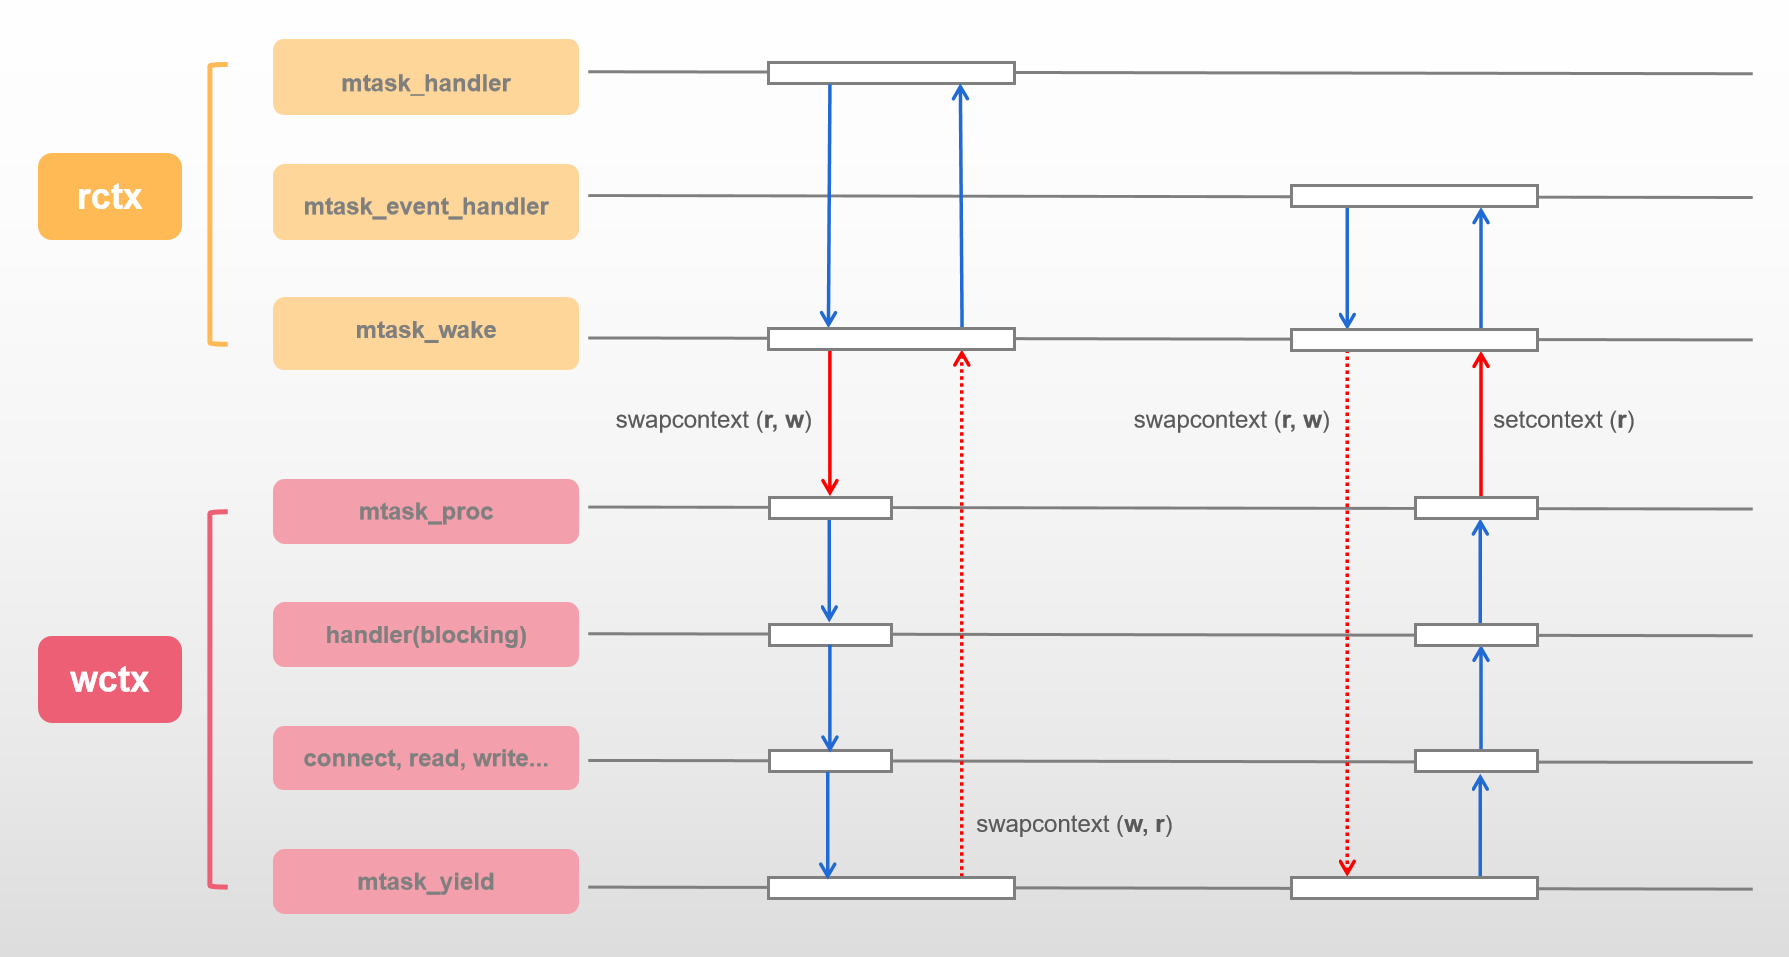 rctx
mtask_handler
mtask_event_handler
mtask_wake
swapcontext (r, w)
swapcontext (r, w)
setcontext (r)
wctx
mtask_proc
handler(blocking)
connect, read, write...
swapcontext (w, r)
mtask_yield